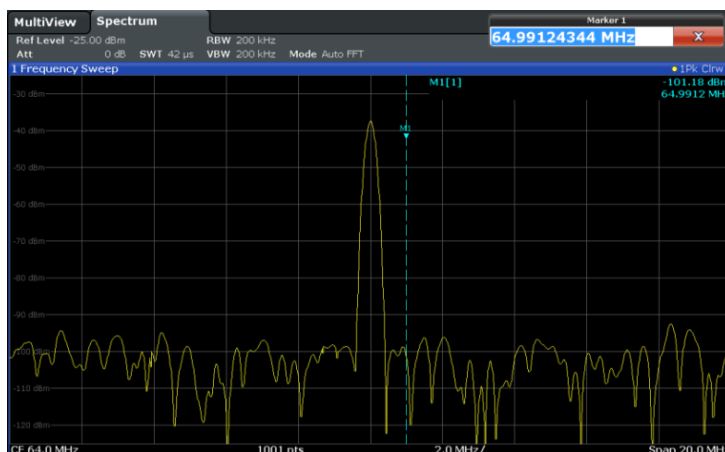 MultiView Spectrum
Marker 1
64.99124344 MHz X
Ref Level -25.00 dBm RBW 200 kHz
Att 0 dB SWT 42 µs VBW 200 kHz Mode Auto FFT
1 Frequency Sweep 1Pk Clrw
M1[1] -101.18 dBm
64.9912 MH
-30 dBm
M1
-40 dBm
-50 dBm
-60 dBm
-70 dBm
-80 dBm
-90 dBm
-100 dBm
-110 dBm
-120 dBm
CF 64.0 MHz 1001 pts 2.0 MHz/ Span 20.0 MH